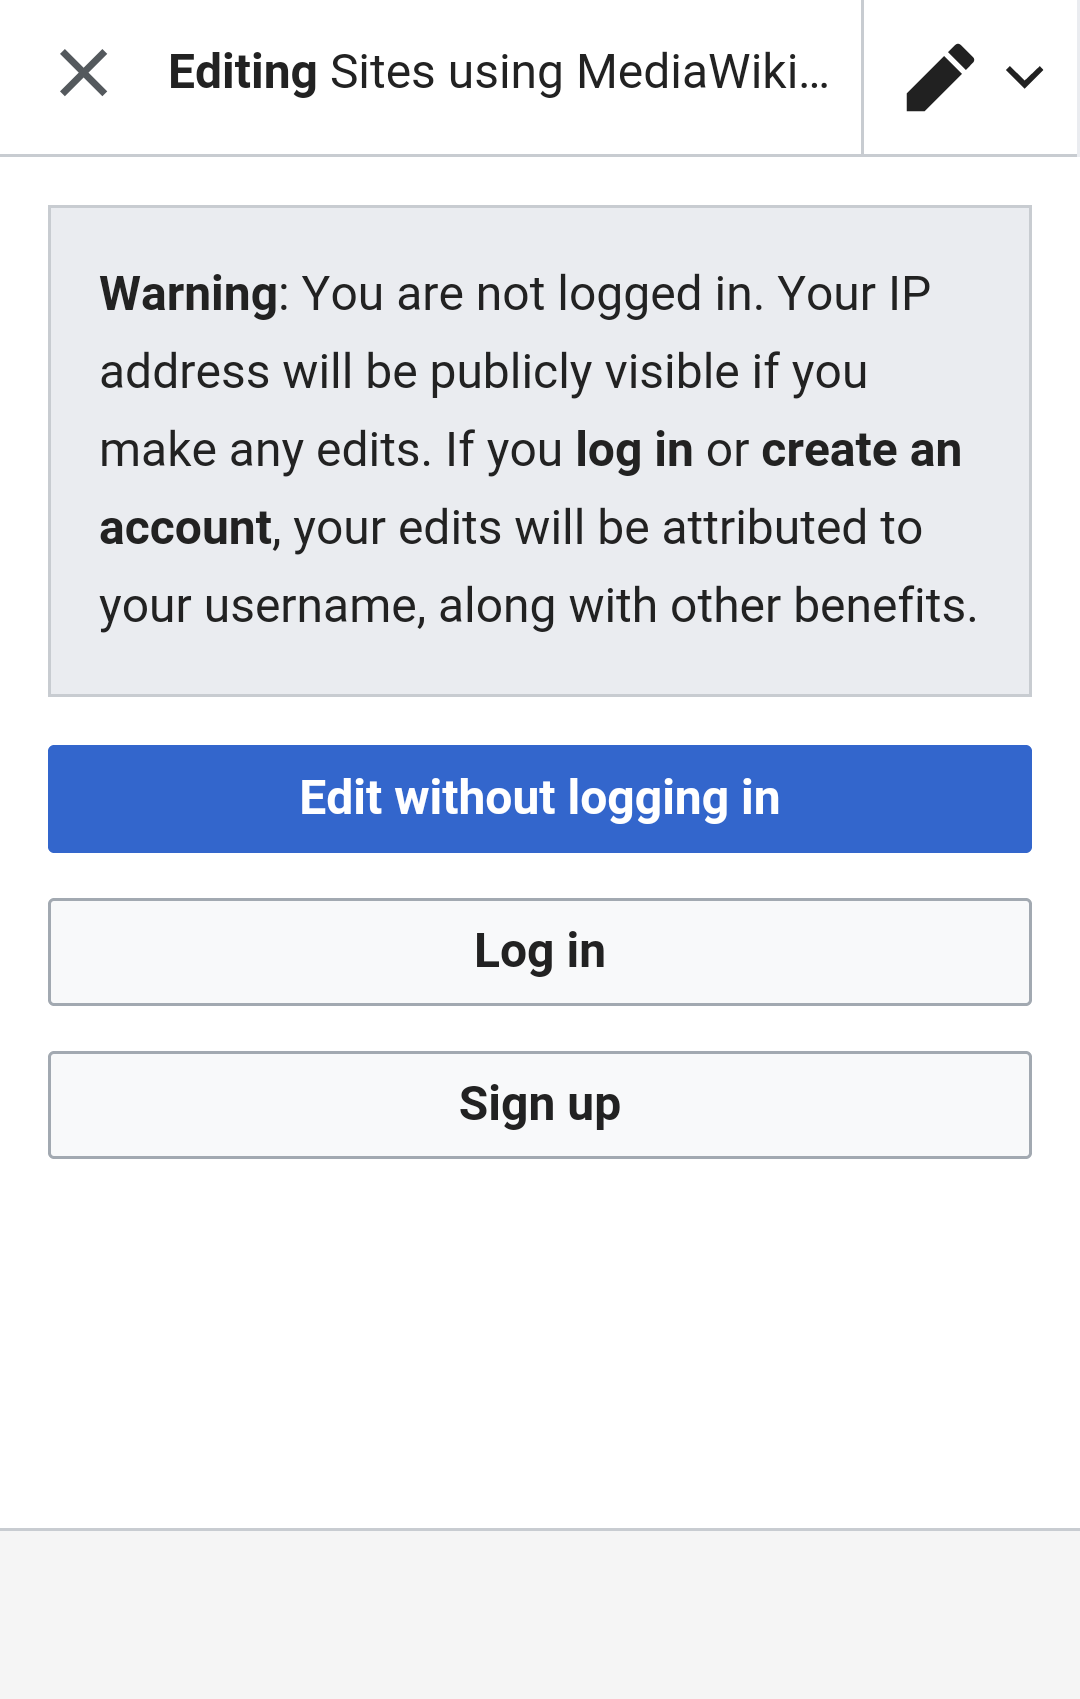 Editing Sites using MediaWiki...
Warning: You are not logged in. Your IP
address will be publicly visible if you
make any edits. If you log in or create an
account, your edits will be attributed to
your username, along with other benefits.
Edit without logging in
Log in
Sign up